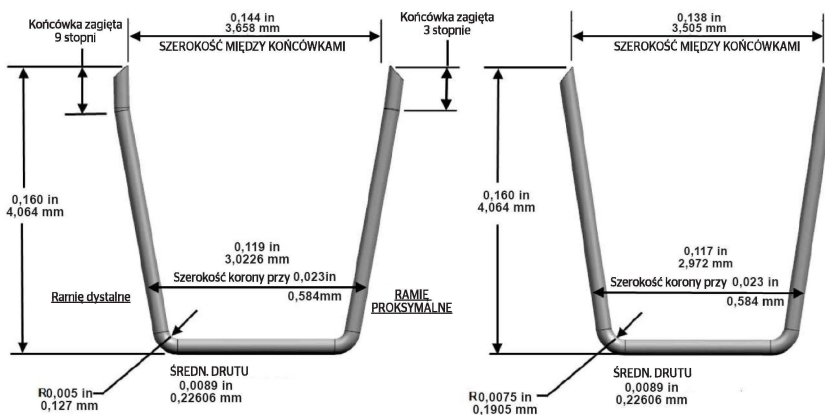 Końcówka zagięta
9 stopni
0,144 in
3,658 mm
SZEROKOŚĆ MIĘDZY KOŃCÓWKAMI
Końcówka zagięta
3 stopnie
0,160 in
4,064 mm
0,119 in
3,0226 mm
Szerokość korony przy 0,023in
0,584mm
Ramię dystalne
RAMIĘ
PROKSYMALNE
R0,005 in
0,127 mm
ŚREDN. DRUTU
0,0089 in
0,22606 mm
0,138 in
3,505 mm
SZEROKOŚĆ MIĘDZY KOŃCÓWKAMI
0,160 in
4,064 mm
0,117 in
2,972 mm
Szerokość korony przy 0,023 in
0,584 mm
R0,0075 in
0,1905 mm
ŚREDN. DRUTU
0,0089 in
0,22606 mm